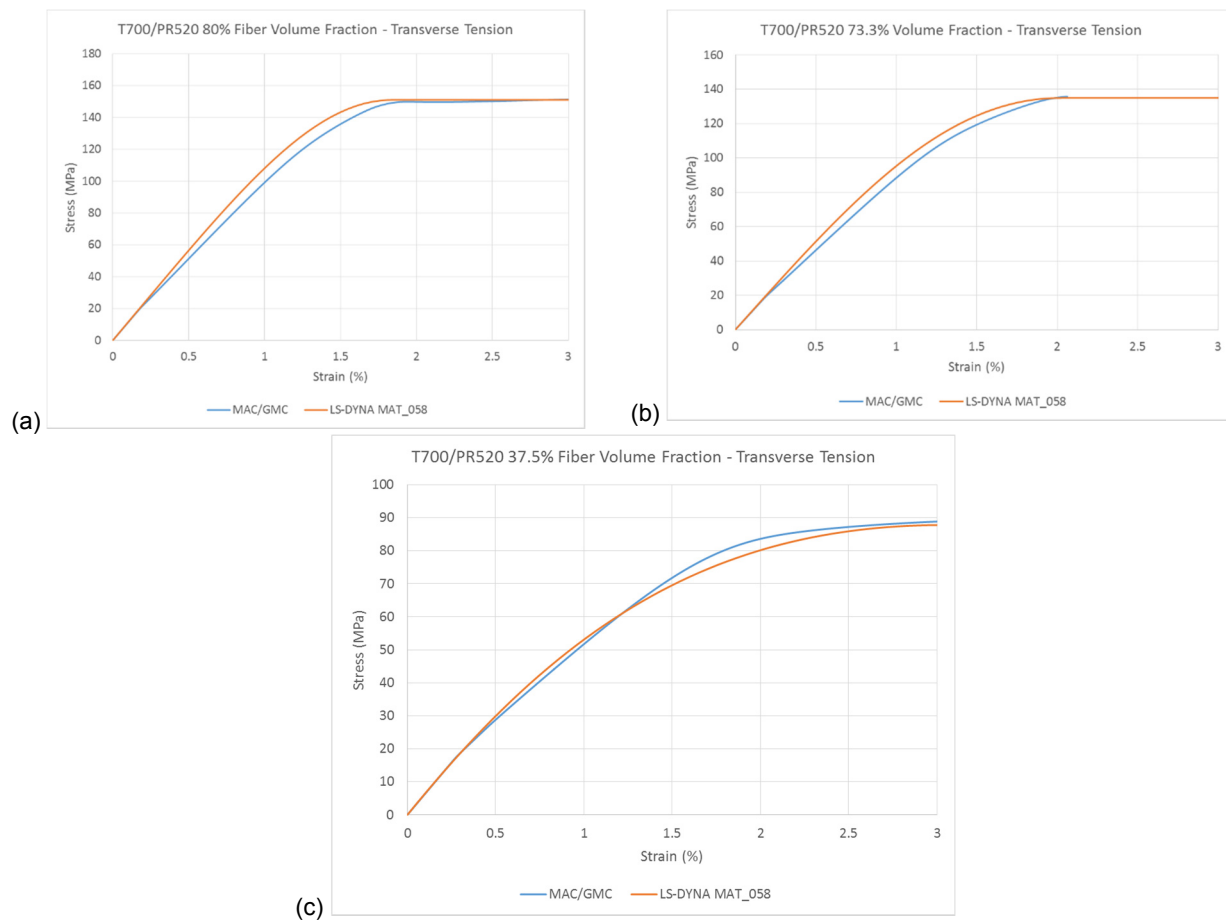 T700/PR520 80% Fiber Volume Fraction - Transverse Tension
180
160
140
120
100
80
60
40
20
0
Stress (MPa)
0 0.5 1 1.5 2 2.5 3
Strain (%)
MAC/GMC LS-DYNA MAT_058
(a)
T700/PR520 73.3% Volume Fraction - Transverse Tension
160
140
120
100
80
60
40
20
0
Stress (MPa)
0 0.5 1 1.5 2 2.5 3
Strain (%)
MAC/GMC LS-DYNA MAT_058
(b)
T700/PR520 37.5% Fiber Volume Fraction - Transverse Tension
100
90
80
70
60
50
40
30
20
10
0
Stress (MPa)
0 0.5 1 1.5 2 2.5 3
Strain (%)
MAC/GMC LS-DYNA MAT_058
(c)